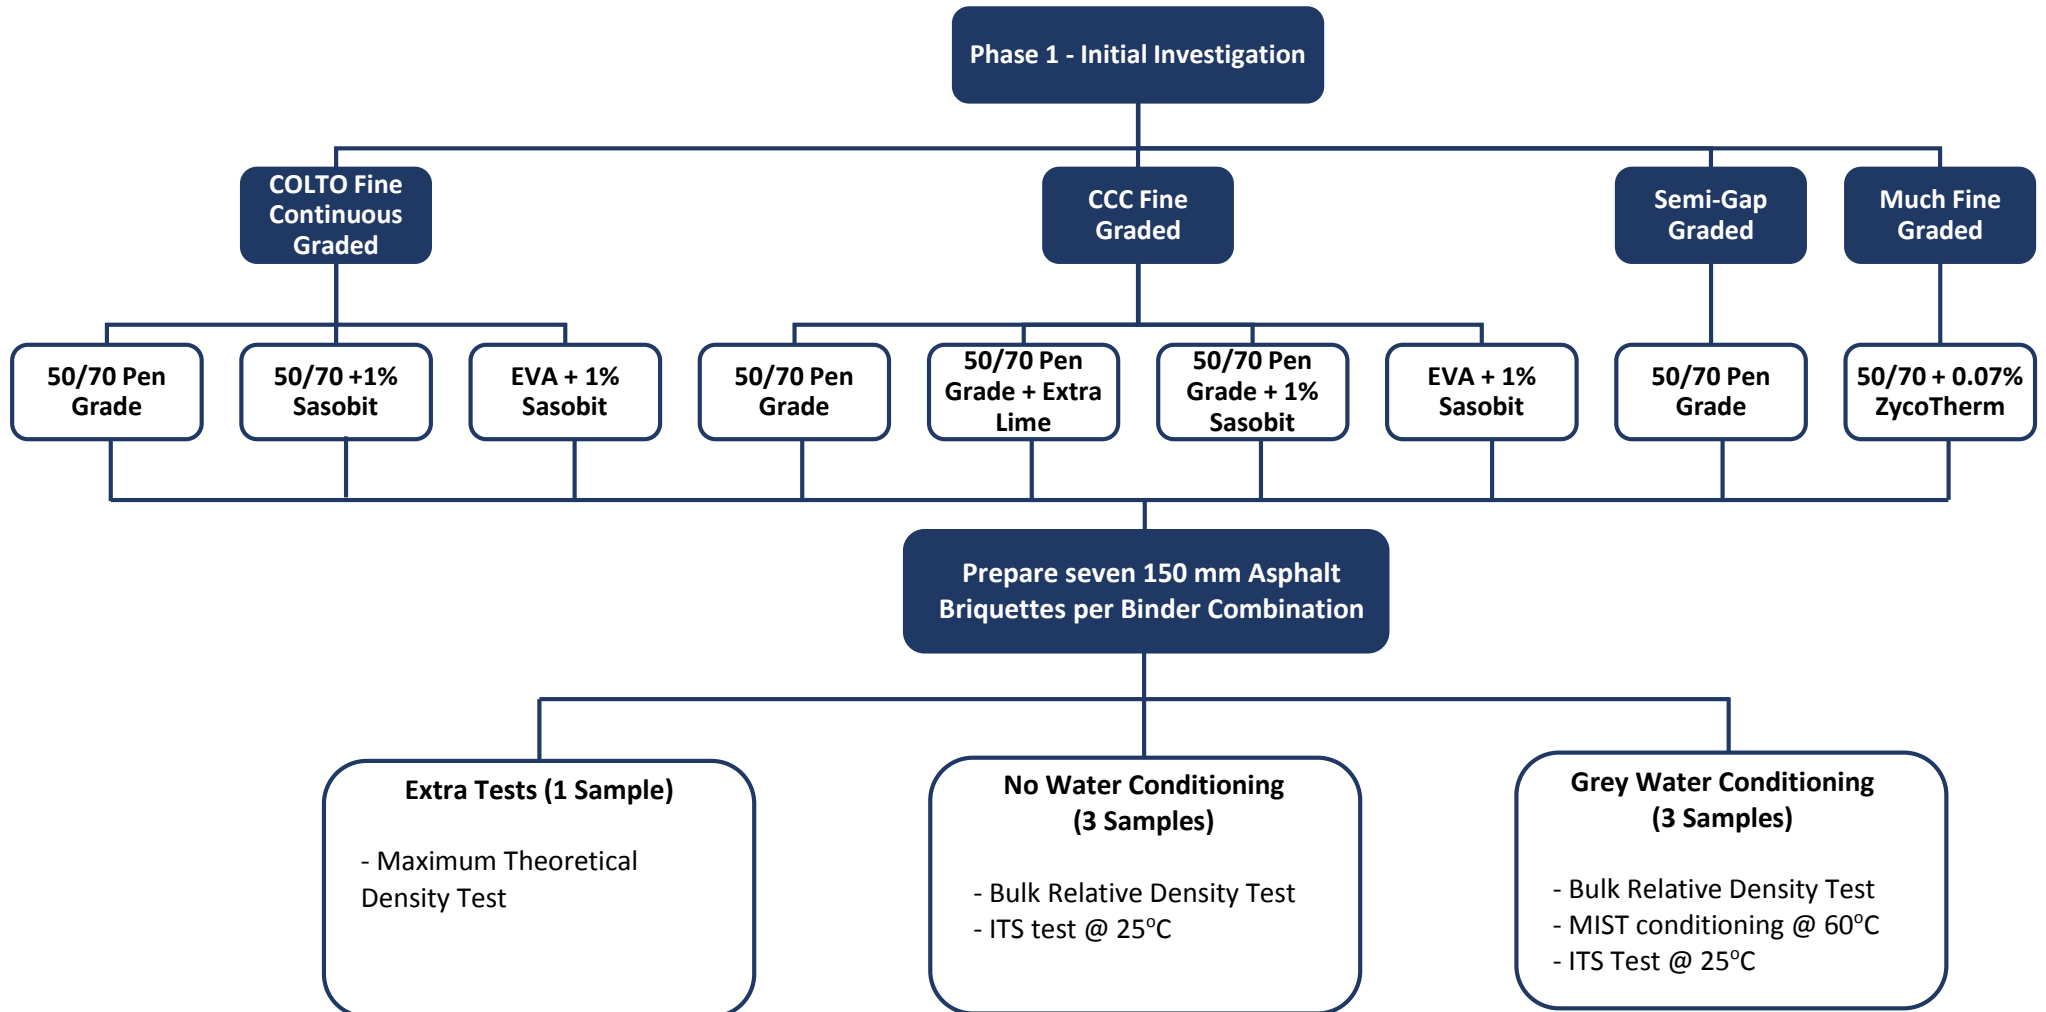 Phase 1 - Initial Investigation
COLTO Fine
Continuous
Graded
CCC Fine
Graded
Semi-Gap
Graded
Much Fine
Graded
50/70 Pen
Grade
50/70 +1%
Sasobit
EVA + 1%
Sasobit
50/70 Pen
Grade
50/70 Pen
Grade + Extra
Lime
50/70 Pen
Grade + 1%
Sasobit
EVA + 1%
Sasobit
50/70 Pen
Grade
50/70 + 0.07%
ZycoTherm
Prepare seven 150 mm Asphalt
Briquettes per Binder Combination
Extra Tests (1 Sample)
- Maximum Theoretical
Density Test
No Water Conditioning
(3 Samples)
- Bulk Relative Density Test
- ITS test @ 25°C
Grey Water Conditioning
(3 Samples)
- Bulk Relative Density Test
- MIST conditioning @ 60°C
- ITS Test @ 25°C